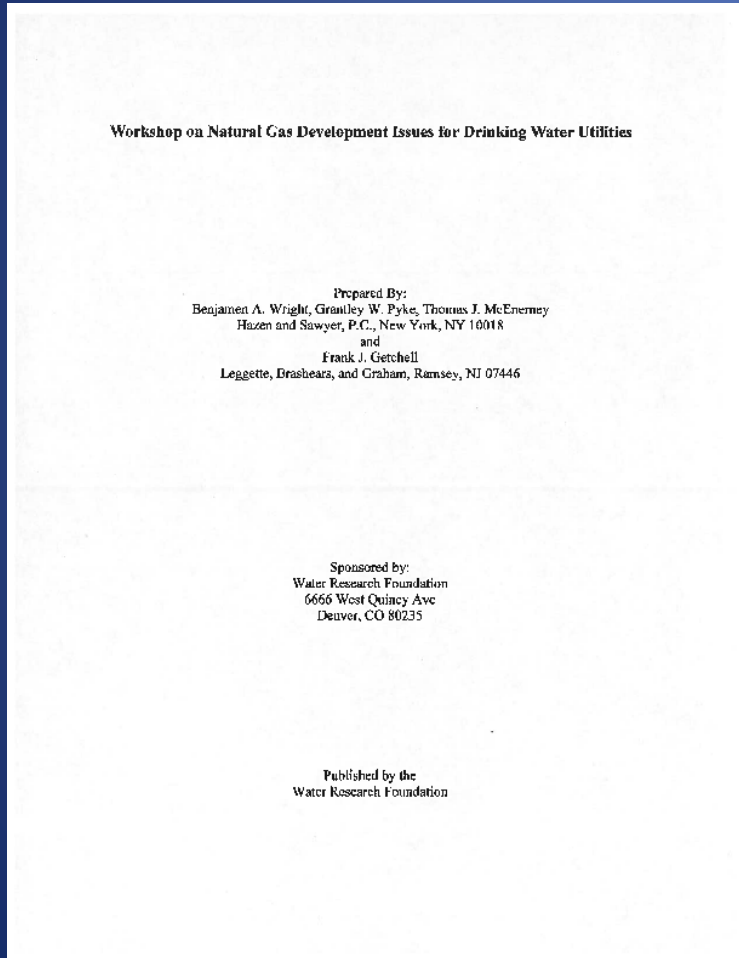 Workshop on Natural Gas Development Issues for Drinking Water Utilities
Prepared By:
Benjamen A. Wright, Grantley W. Pyke, Thomas J. McEnerney
Hazen and Sawyer, P.C., New York, NY 10018
and
Frank J. Getchell
Leggette, Brashears, and Graham, Ramsey, NJ 07446
Sponsored by:
Water Research Foundation
6666 West Quincy Ave
Denver, CO 80235
Published by the
Water Research Foundation